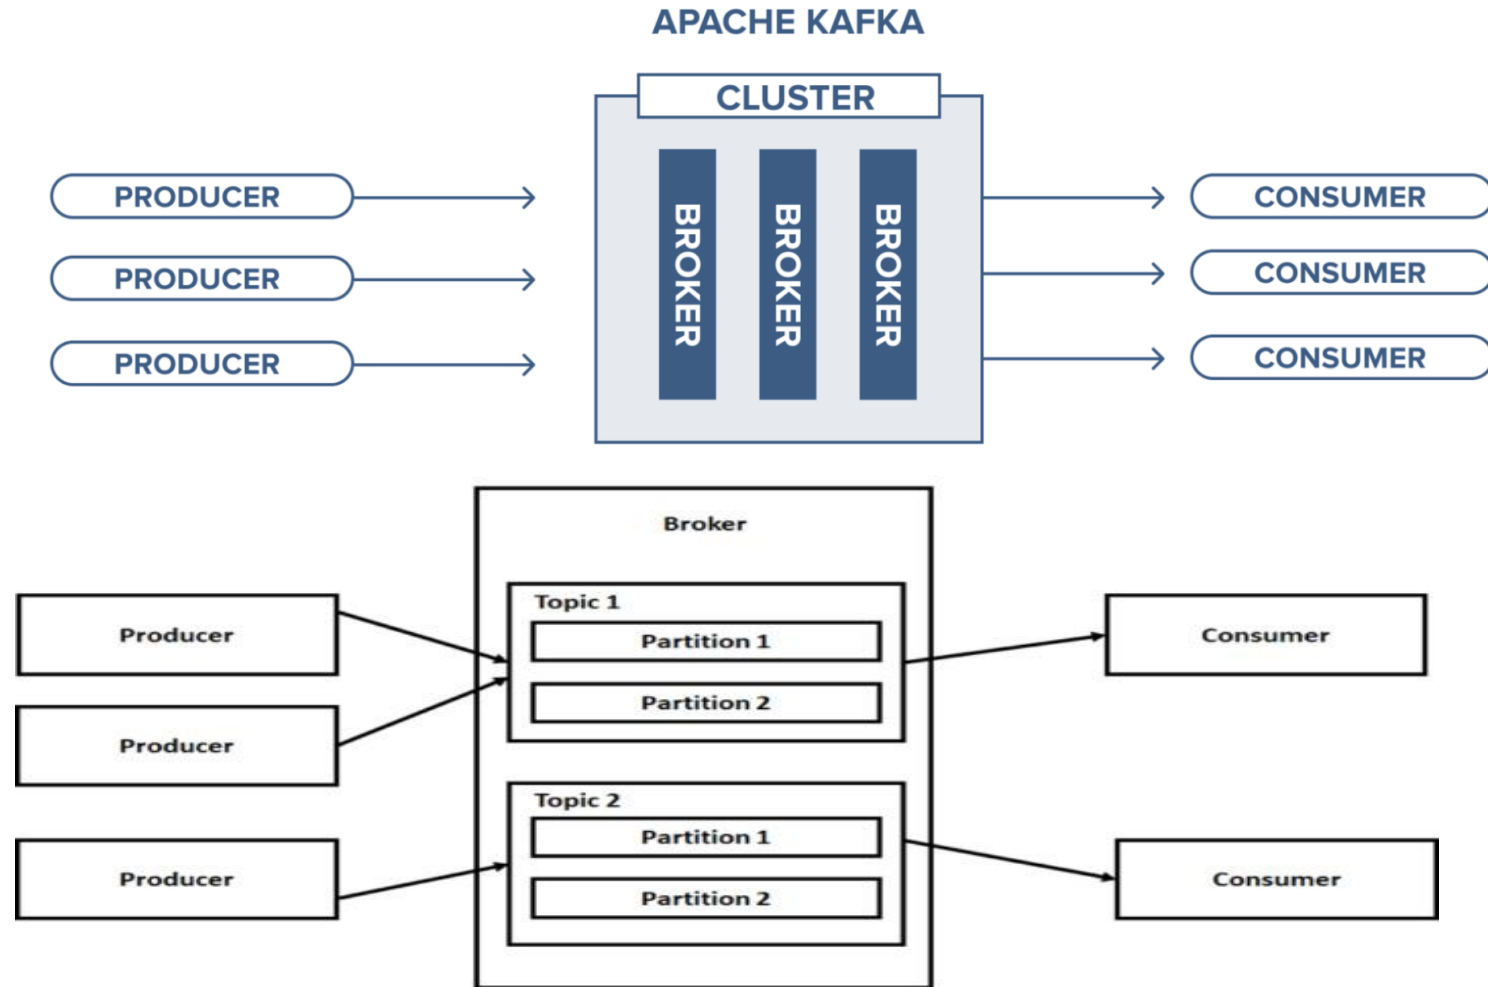 APACHE KAFKA
CLUSTER
PRODUCER
PRODUCER
PRODUCER
BROKER
BROKER
BROKER
CONSUMER
CONSUMER
CONSUMER
Broker
Producer
Producer
Producer
Topic 1
Partition 1
Partition 2
Topic 2
Partition 1
Partition 2
Consumer
Consumer